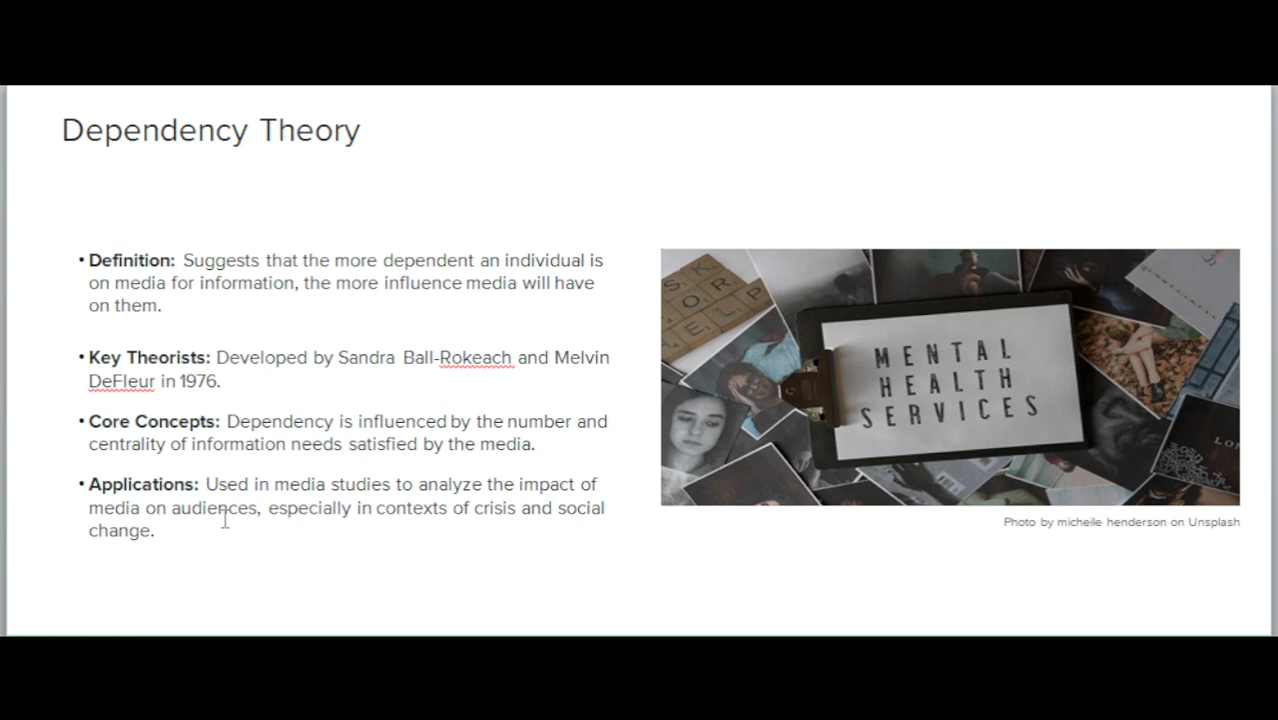 Dependency Theory
• Definition: Suggests that the more dependent an individual is
on media for information, the more influence media will have
on them.
• Key Theorists: Developed by Sandra Ball-Rokeach and Melvin
DeFleur in 1976.
• Core Concepts: Dependency is influenced by the number and
centrality of information needs satisfied by the media.
• Applications: Used in media studies to analyze the impact of
media on audiences, especially in contexts of crisis and social
change.
MENTAL
HEALTH
SERVICES
Photo by michelle henderson on Unsplash